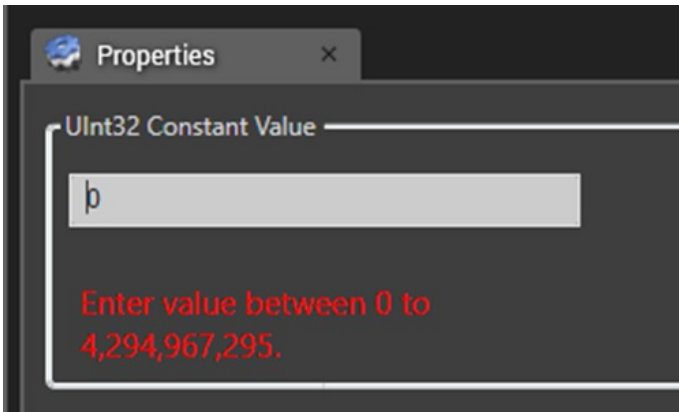 Properties ×
UInt32 Constant Value
0
Enter value between 0 to
4,294,967,295.